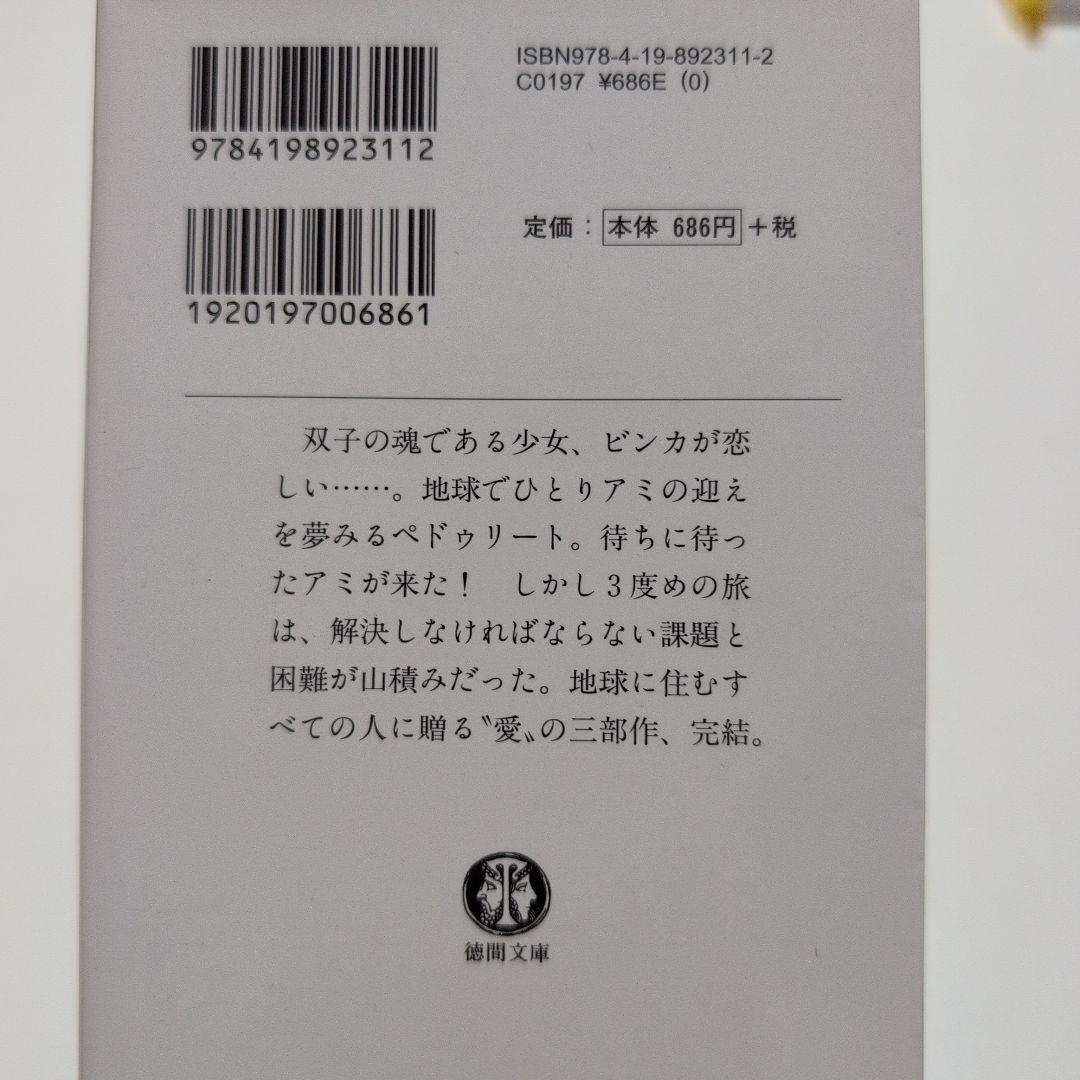 ISBN978-4-19-892311-2
C0197 ¥686E (0)
9784198923112
定価：本体 686円＋税
1920197006861
双子の魂である少女、ビンカが恋
しい……。地球でひとりアミの迎え
を夢みるペドゥリート。待ちに待っ
たアミが来た！　しかし３度めの旅
は、解決しなければならない課題と
困難が山積みだった。地球に住むす
べての人に贈る〝愛〟の三部作、完結。
徳間文庫